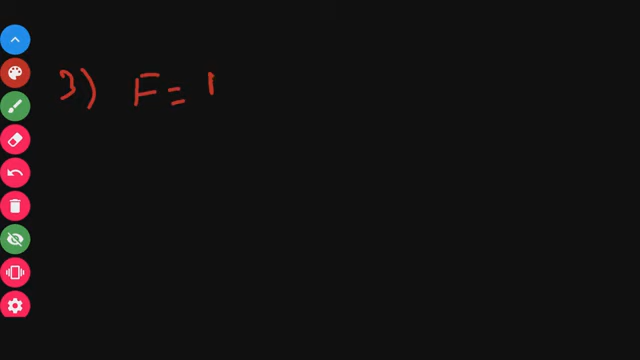 3) F = 1